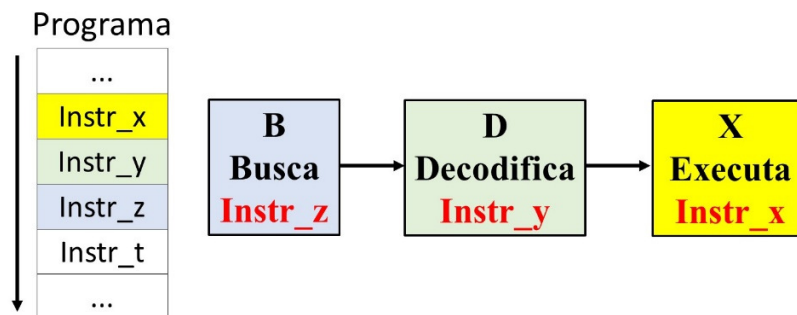 Programa
...
Instr_x
Instr_y
Instr_z
Instr_t
...
B
Busca
Instr_z
D
Decodifica
Instr_y
X
Executa
Instr_x